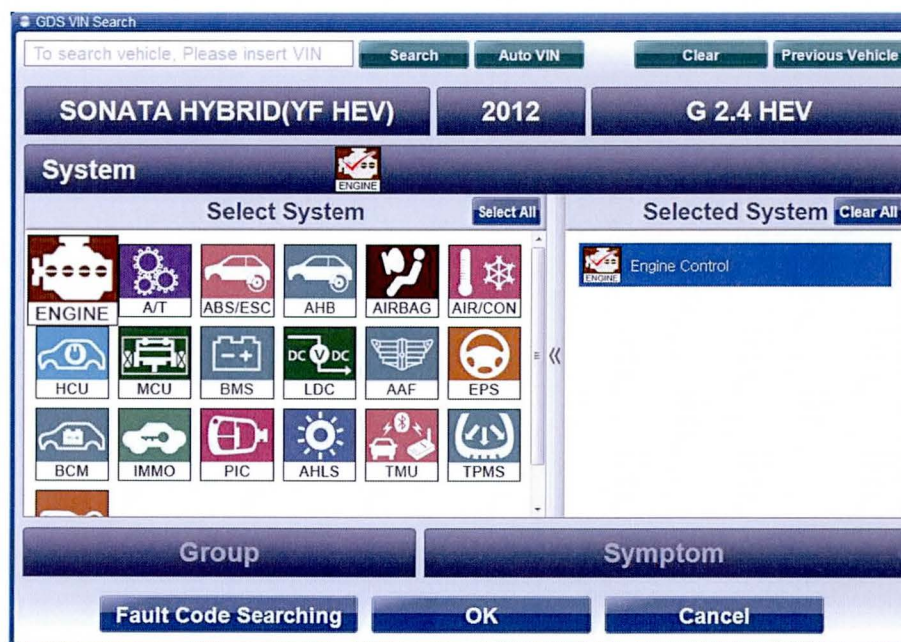 GDS VIN Search
To search vehicle, Please insert VIN Search Auto VIN Clear Previous Vehicle
SONATA HYBRID(YF HEV) 2012 G 2.4 HEV
System ENGINE
Select System Select All Selected System Clear All
ENGINE A/T ABS/ESC AHB AIRBAG AIR/CON
ENGINE Engine Control
DC V DC
HCU MCU BMS LDC AAF EPS
BCM IMMO PIC AHLS TMU TPMS
Group Symptom
Fault Code Searching OK Cancel